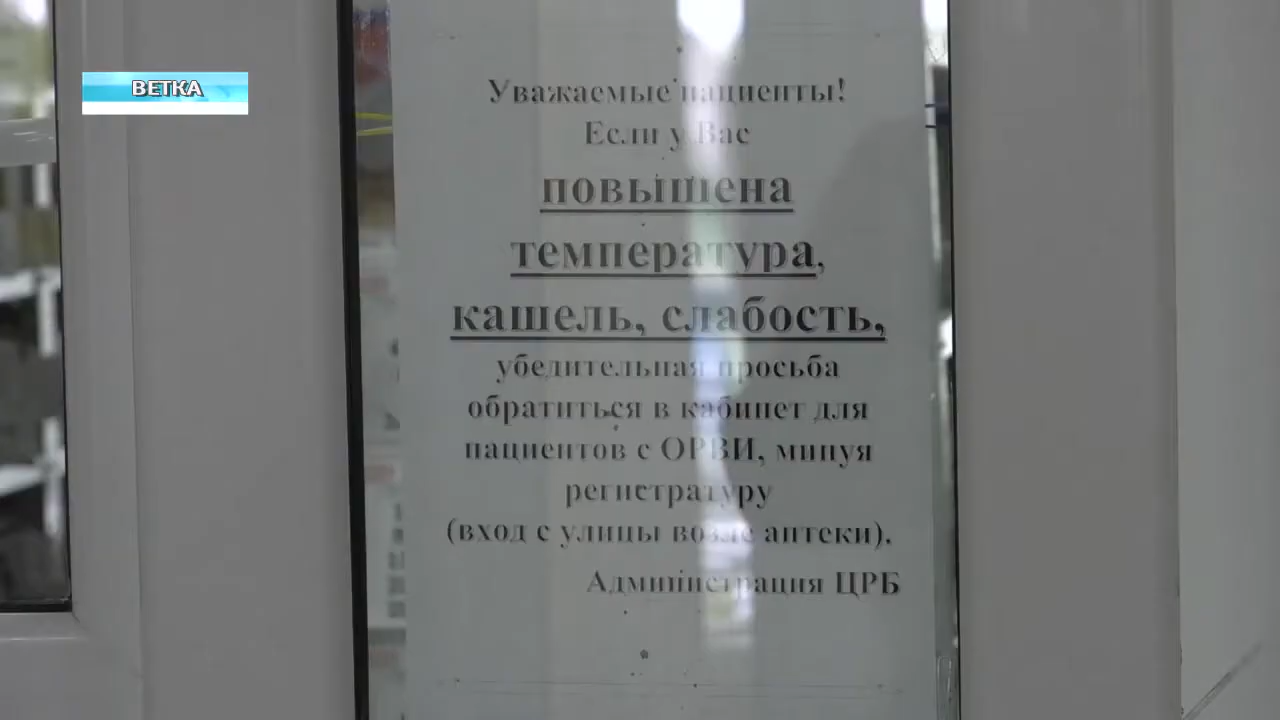 ВЕТКА
Уважаемые пациенты!
Если у Вас
повышена
температура,
кашель, слабость,
убедительная просьба
обратиться в кабинет для
пациентов с ОРВИ, минуя
регистратуру
(вход с улицы возле аптеки).
Администрация ЦРБ